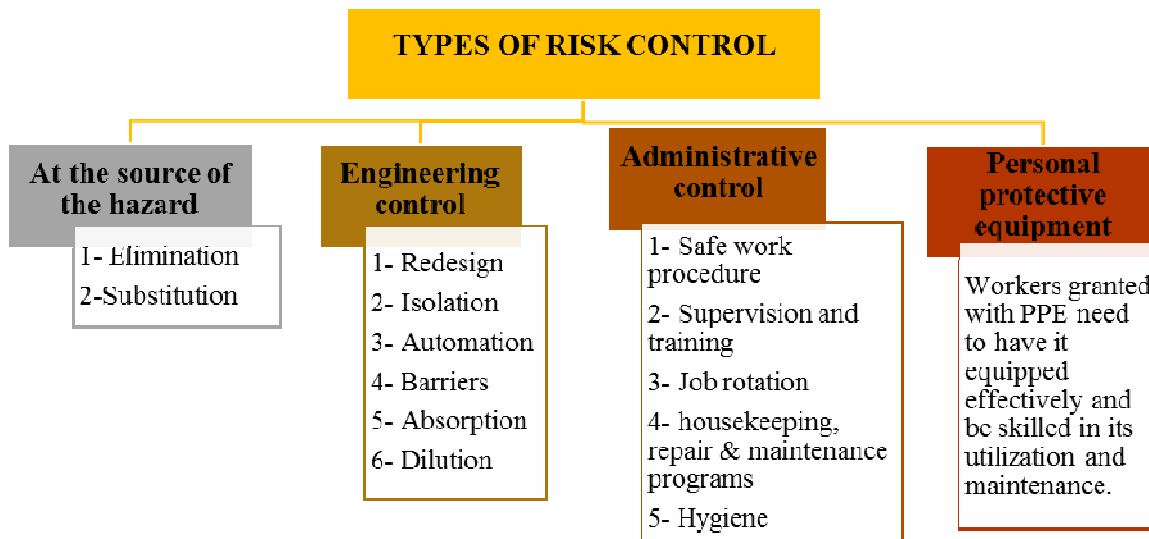 TYPES OF RISK CONTROL
At the source of
the hazard
1- Elimination
2-Substitution
Engineering
control
1- Redesign
2- Isolation
3- Automation
4- Barriers
5- Absorption
6- Dilution
Administrative
control
1- Safe work
procedure
2- Supervision and
training
3- Job rotation
4- housekeeping,
repair & maintenance
programs
5- Hygiene
Personal
protective
equipment
Workers granted
with PPE need
to have it
equipped
effectively and
be skilled in its
utilization and
maintenance.